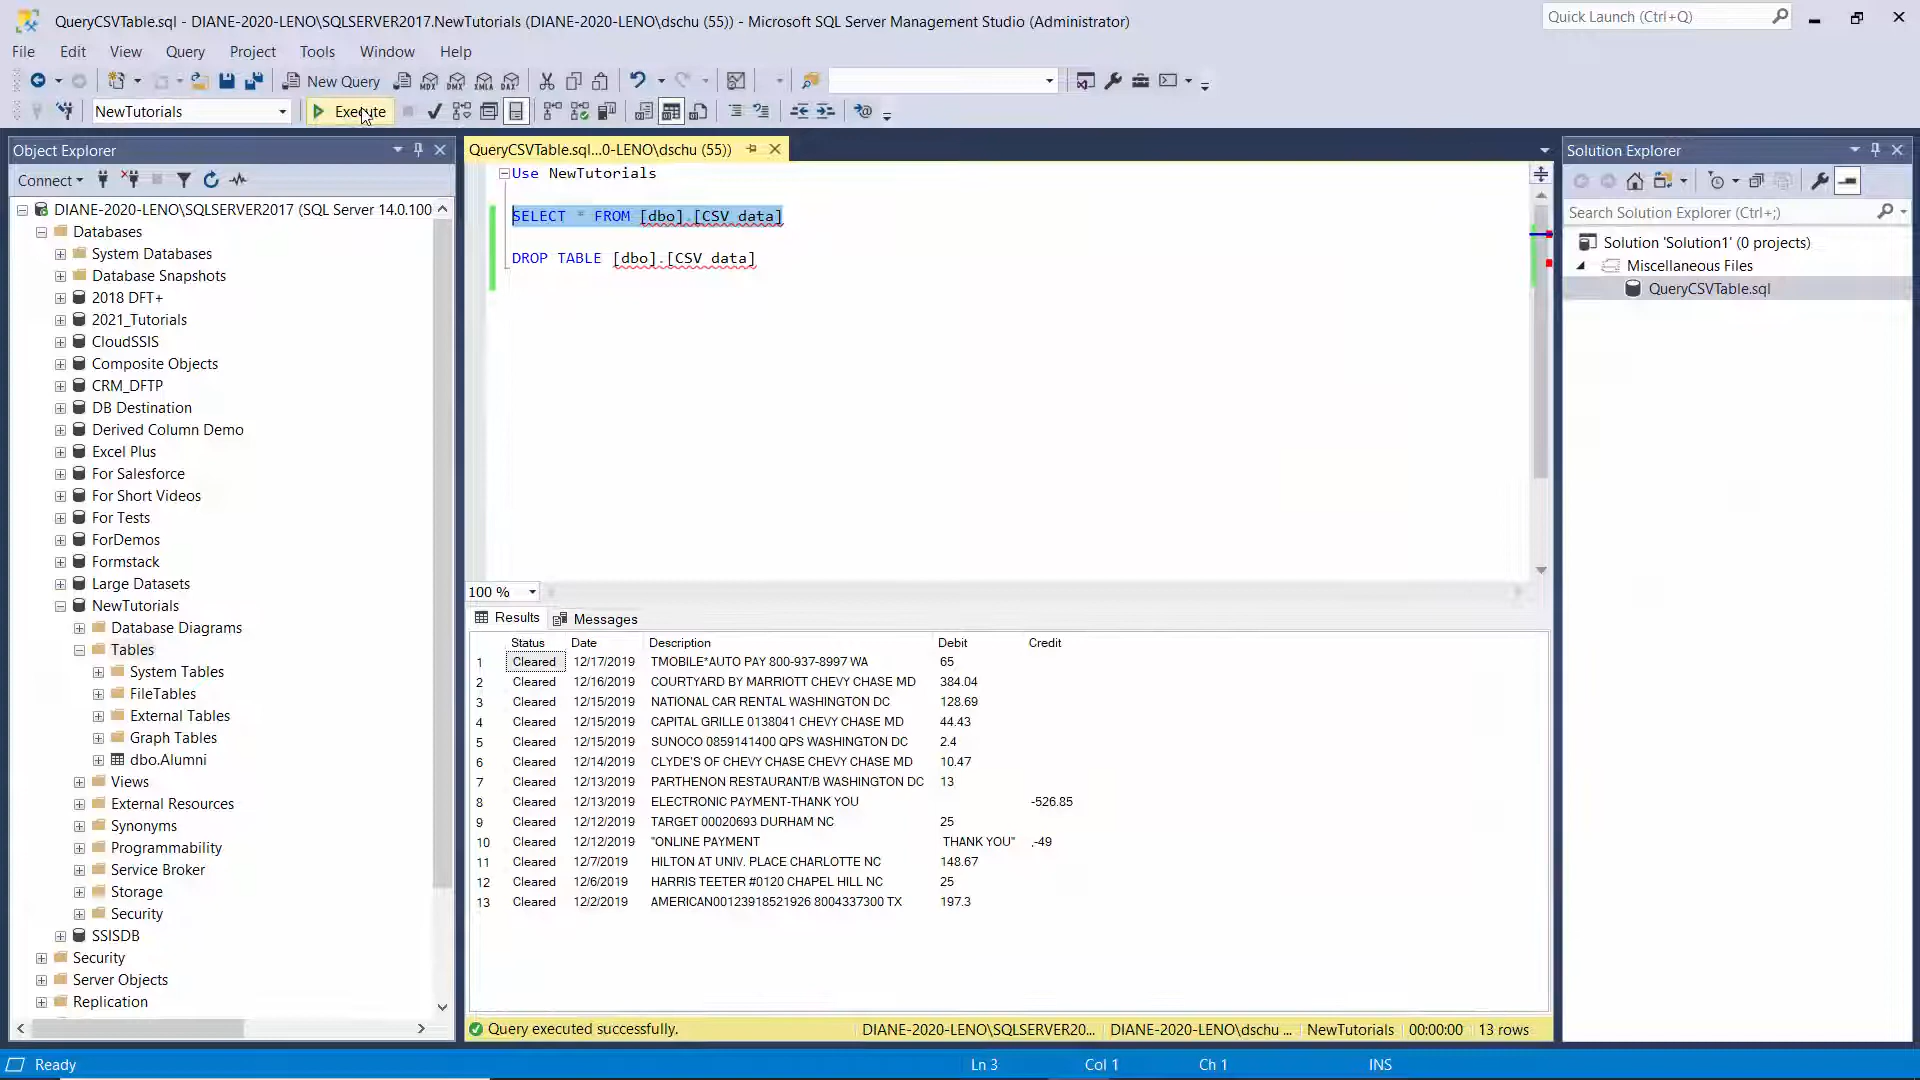 QueryCSVTable.sql - DIANE-2020-LENO\SQLSERVER2017.NewTutorials (DIANE-2020-LENO\dschu (55)) - Microsoft SQL Server Management Studio (Administrator)
Quick Launch (Ctrl+Q)
File Edit View Query Project Tools Window Help
New Query
MDX DMX XMLA DAX
NewTutorials
Execute
Object Explorer
Connect
DIANE-2020-LENO\SQLSERVER2017 (SQL Server 14.0.100
Databases
System Databases
Database Snapshots
2018 DFT+
2021_Tutorials
CloudSSIS
Composite Objects
CRM_DFTP
DB Destination
Derived Column Demo
Excel Plus
For Salesforce
For Short Videos
For Tests
ForDemos
Formstack
Large Datasets
NewTutorials
Database Diagrams
Tables
System Tables
FileTables
External Tables
Graph Tables
dbo.Alumni
Views
External Resources
Synonyms
Programmability
Service Broker
Storage
Security
SSISDB
Security
Server Objects
Replication
QueryCSVTable.sql...0-LENO\dschu (55))
Use NewTutorials
SELECT * FROM [dbo].[CSV data]
DROP TABLE [dbo].[CSV data]
100 %
Results Messages
Status Date Description Debit Credit
1 Cleared 12/17/2019 TMOBILE*AUTO PAY 800-937-8997 WA 65
2 Cleared 12/16/2019 COURTYARD BY MARRIOTT CHEVY CHASE MD 384.04
3 Cleared 12/15/2019 NATIONAL CAR RENTAL WASHINGTON DC 128.69
4 Cleared 12/15/2019 CAPITAL GRILLE 0138041 CHEVY CHASE MD 44.43
5 Cleared 12/15/2019 SUNOCO 0859141400 QPS WASHINGTON DC 2.4
6 Cleared 12/14/2019 CLYDE'S OF CHEVY CHASE CHEVY CHASE MD 10.47
7 Cleared 12/13/2019 PARTHENON RESTAURANT/B WASHINGTON DC 13
8 Cleared 12/13/2019 ELECTRONIC PAYMENT-THANK YOU -526.85
9 Cleared 12/12/2019 TARGET 00020693 DURHAM NC 25
10 Cleared 12/12/2019 "ONLINE PAYMENT THANK YOU" ,-49
11 Cleared 12/7/2019 HILTON AT UNIV. PLACE CHARLOTTE NC 148.67
12 Cleared 12/6/2019 HARRIS TEETER #0120 CHAPEL HILL NC 25
13 Cleared 12/2/2019 AMERICAN00123918521926 8004337300 TX 197.3
Query executed successfully. DIANE-2020-LENO\SQLSERVER20... DIANE-2020-LENO\dschu ... NewTutorials 00:00:00 13 rows
Solution Explorer
Search Solution Explorer (Ctrl+;)
Solution 'Solution1' (0 projects)
Miscellaneous Files
QueryCSVTable.sql
Ready Ln 3 Col 1 Ch 1 INS